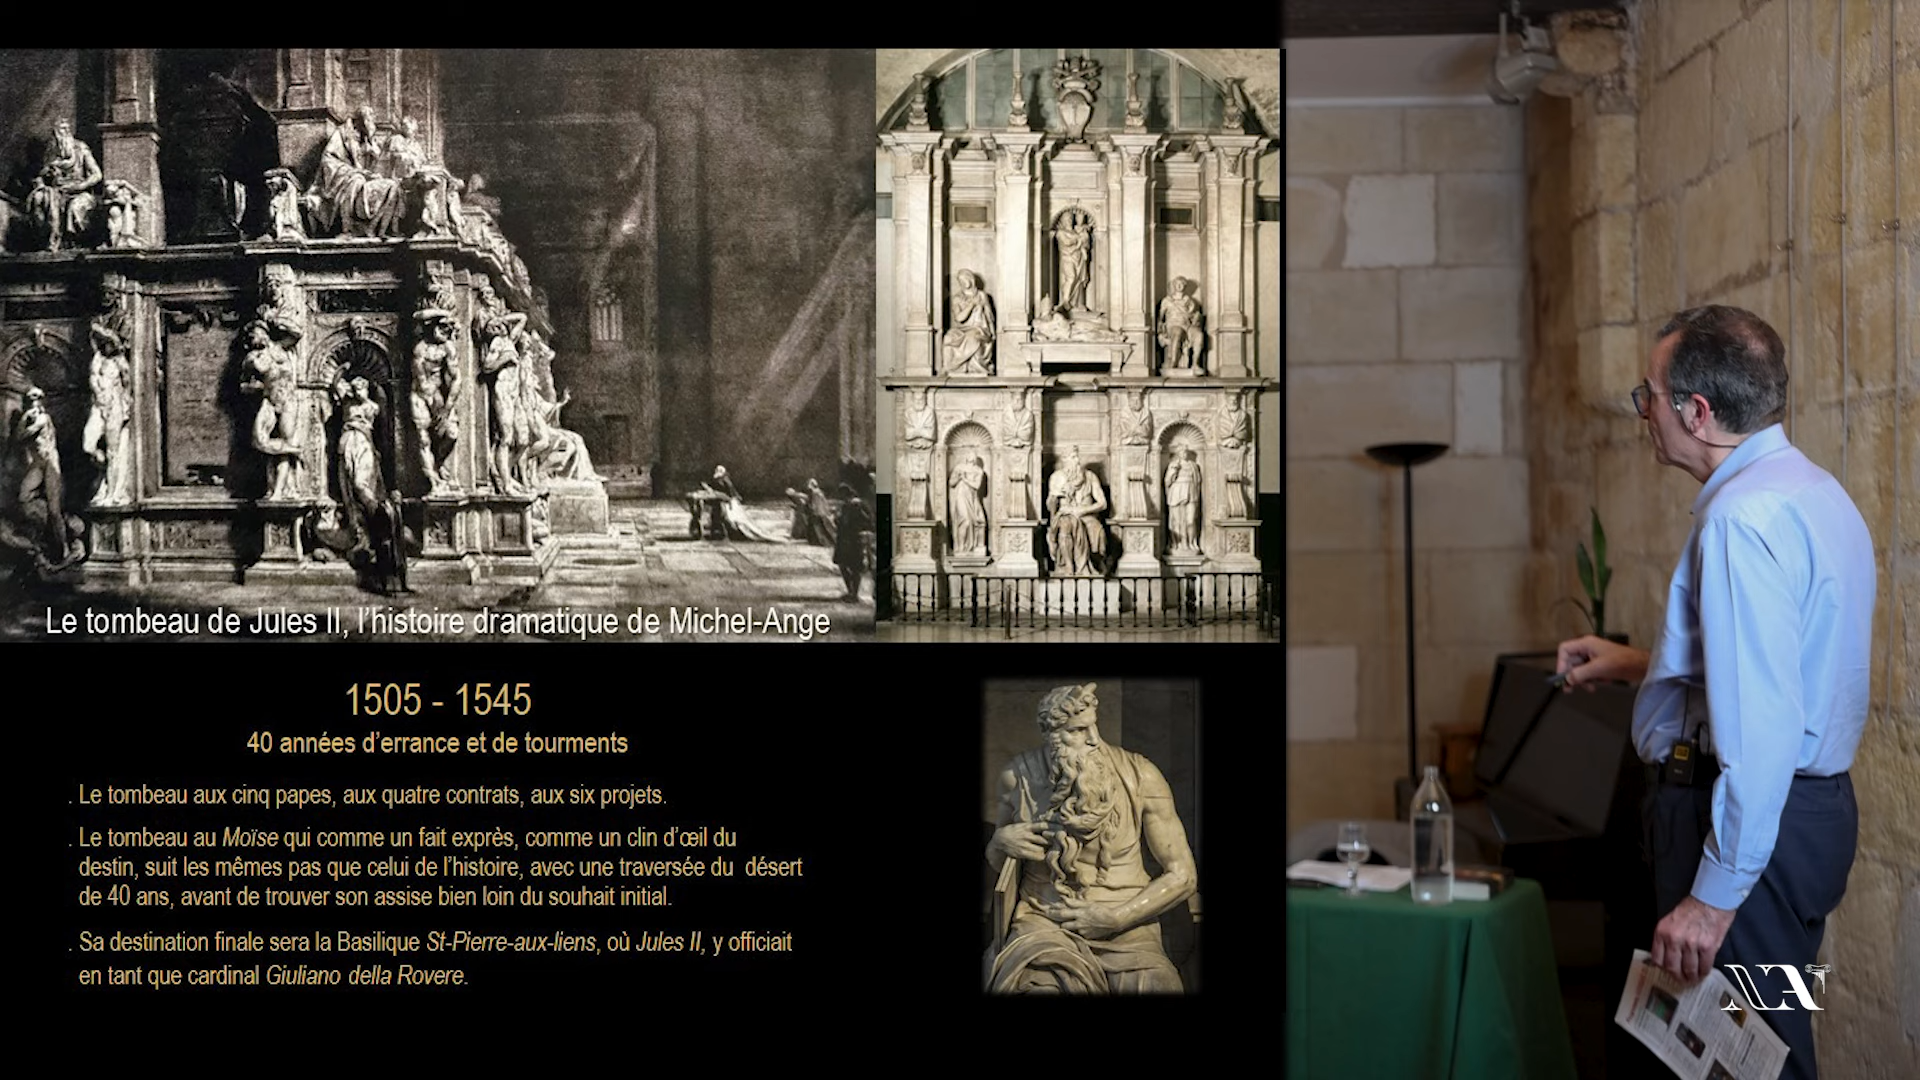 Le tombeau de Jules II, l'histoire dramatique de Michel-Ange
1505 - 1545
40 années d'errance et de tourments
. Le tombeau aux cinq papes, aux quatre contrats, aux six projets.
. Le tombeau au Moïse qui comme un fait exprès, comme un clin d'œil du
destin, suit les mêmes pas que celui de l'histoire, avec une traversée du désert
de 40 ans, avant de trouver son assise bien loin du souhait initial.
. Sa destination finale sera la Basilique St-Pierre-aux-liens, où Jules II, y officiait
en tant que cardinal Giuliano della Rovere.